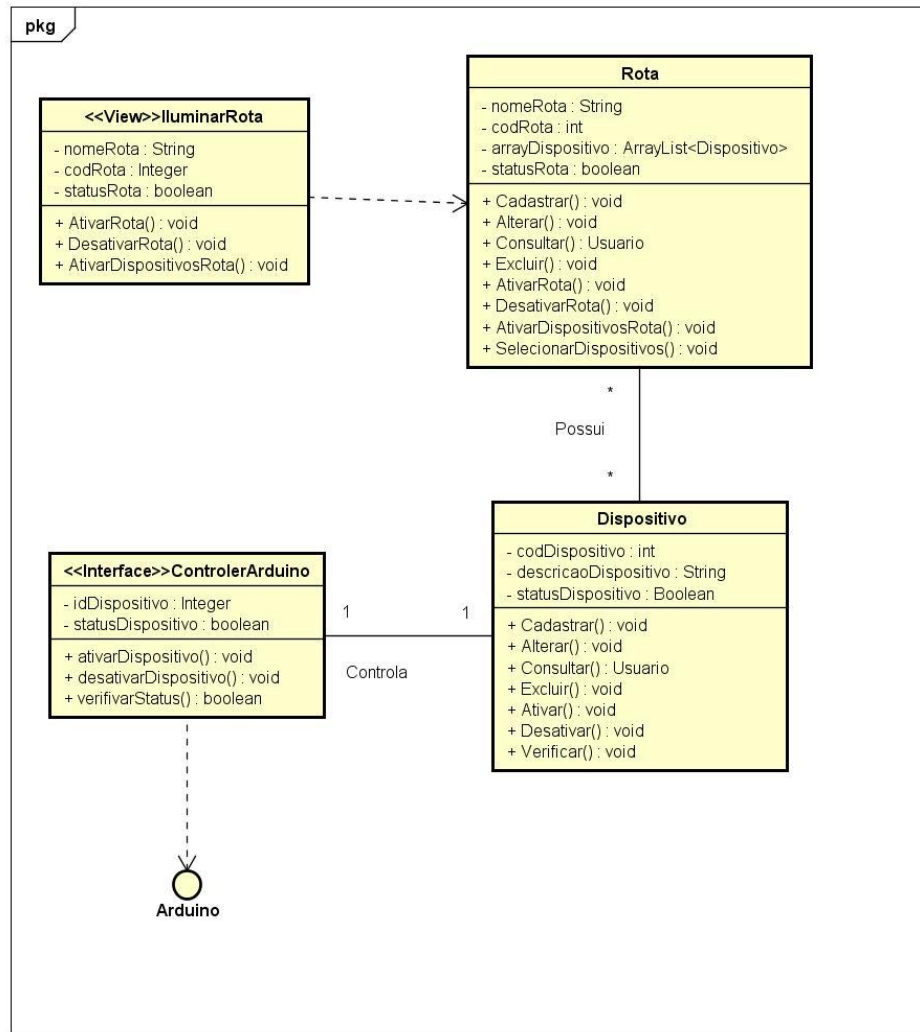 pkg
<<View>>IluminarRota
- nomeRota : String
- codRota : Integer
- statusRota : boolean
+ AtivarRota() : void
+ DesativarRota() : void
+ AtivarDispositivosRota() : void
Rota
- nomeRota : String
- codRota : int
- arrayDispositivo : ArrayList<Dispositivo>
- statusRota : boolean
+ Cadastrar() : void
+ Alterar() : void
+ Consultar() : Usuario
+ Excluir() : void
+ AtivarRota() : void
+ DesativarRota() : void
+ AtivarDispositivosRota() : void
+ SelecionarDispositivos() : void
*
Possui
*
<<Interface>>ControlerArduino
- idDispositivo : Integer
- statusDispositivo : boolean
+ ativarDispositivo() : void
+ desativarDispositivo() : void
+ verifivarStatus() : boolean
1
1
Controla
Dispositivo
- codDispositivo : int
- descricaoDispositivo : String
- statusDispositivo : Boolean
+ Cadastrar() : void
+ Alterar() : void
+ Consultar() : Usuario
+ Excluir() : void
+ Ativar() : void
+ Desativar() : void
+ Verificar() : void
Arduino